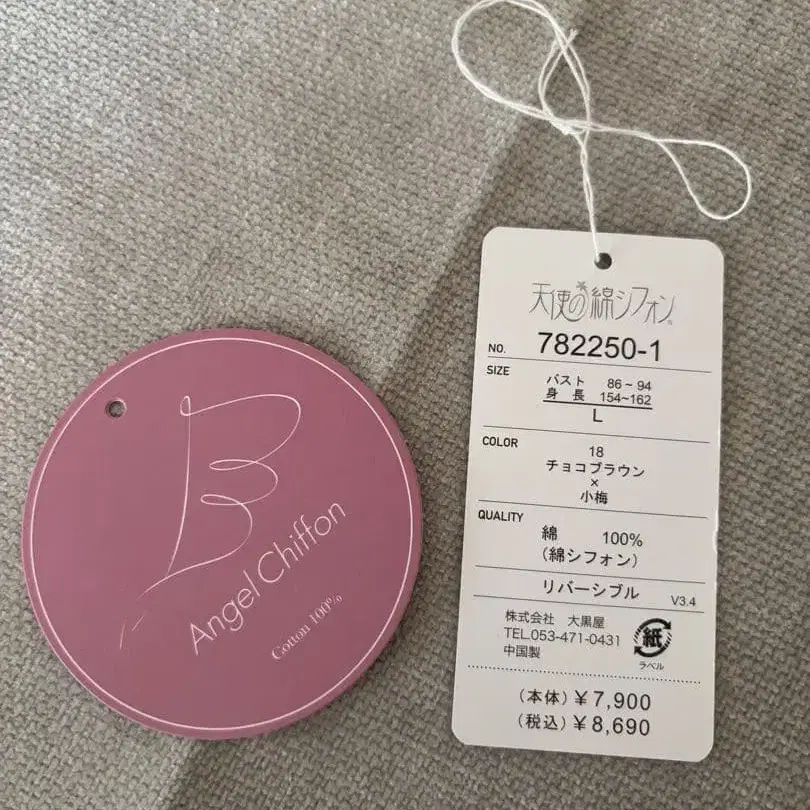 Angel Chiffon
Cotton 100%
天使の綿シフォン®
NO. 782250-1
SIZE
バスト 86~94
身長 154~162
L
COLOR
18
チョコブラウン
×
小梅
QUALITY
綿 100%
(綿シフォン)
リバーシブル V3.4
株式会社 大黒屋
TEL.053-471-0431
中国製
紙
ラベル
(本体)¥7,900
(税込)¥8,690